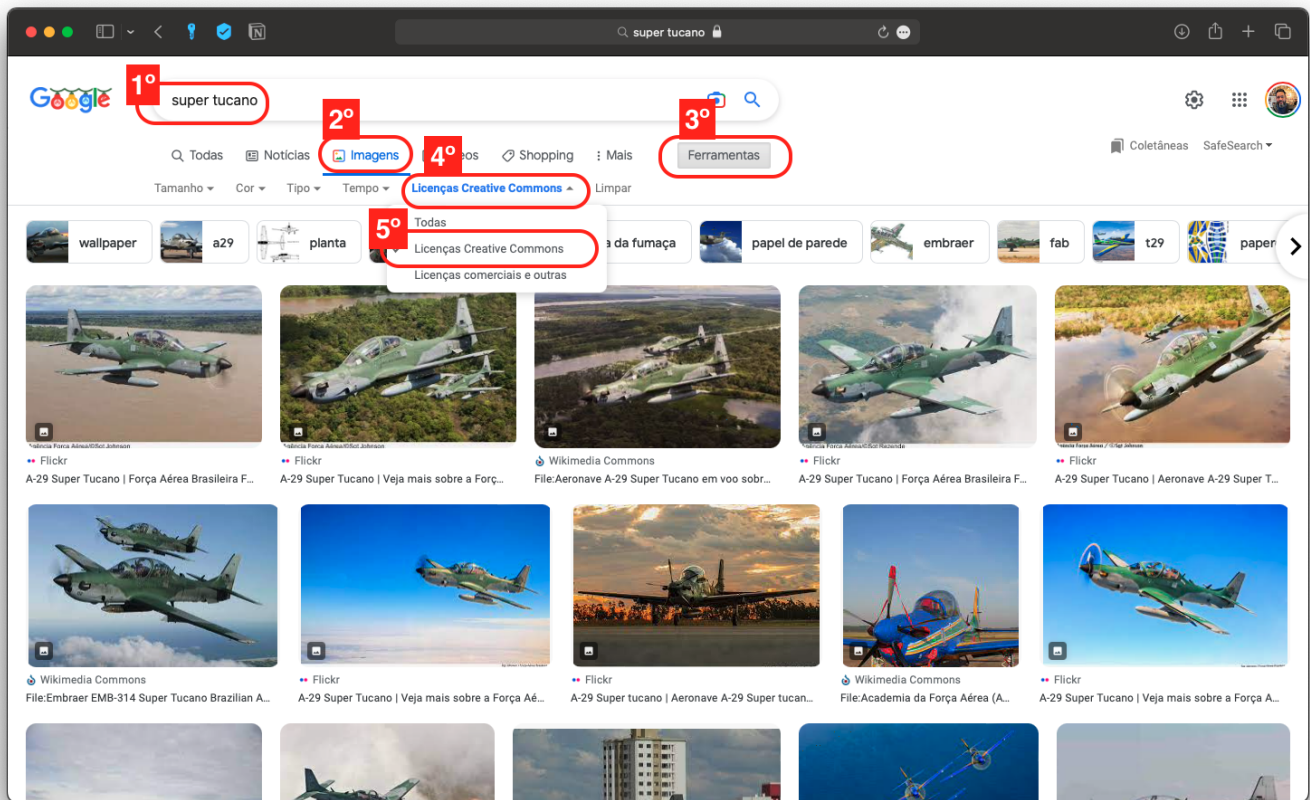 super tucano
Google
1º
super tucano
2º
3º
4º
Todas
Notícias
Imagens
Shopping
Mais
Ferramentas
Coletâneas
SafeSearch
Tamanho
Cor
Tipo
Tempo
Licenças Creative Commons
Limpar
5º
Todas
Licenças Creative Commons
Licenças comerciais e outras
wallpaper
a29
planta
a da fumaça
papel de parede
embraer
fab
t29
paper
Flickr
Flickr
Wikimedia Commons
Flickr
Flickr
A-29 Super Tucano | Força Aérea Brasileira F...
A-29 Super Tucano | Veja mais sobre a Forç...
File:Aeronave A-29 Super Tucano em voo sobr...
A-29 Super Tucano | Força Aérea Brasileira F...
A-29 Super Tucano | Aeronave A-29 Super T...
Wikimedia Commons
Flickr
Flickr
Wikimedia Commons
Flickr
File:Embraer EMB-314 Super Tucano Brazilian A...
A-29 Super Tucano | Veja mais sobre a Força Aé...
A-29 Super tucano | Aeronave A-29 Super tucan...
File:Academia da Força Aérea (A...
A-29 Super Tucano | Veja mais sobre a Força A...